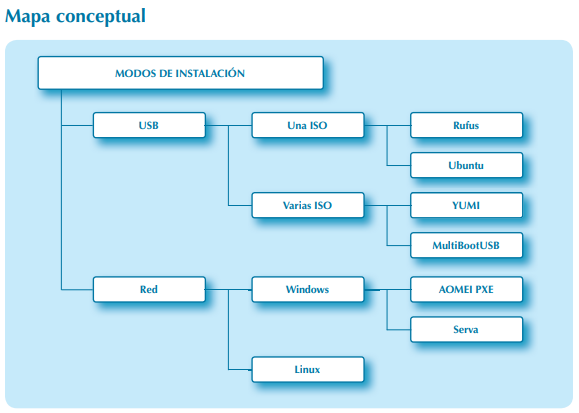 Mapa conceptual
MODOS DE INSTALACIÓN
USB
Una ISO
Rufus
Ubuntu
Varias ISO
YUMI
MultiBootUSB
Red
Windows
AOMEI PXE
Serva
Linux